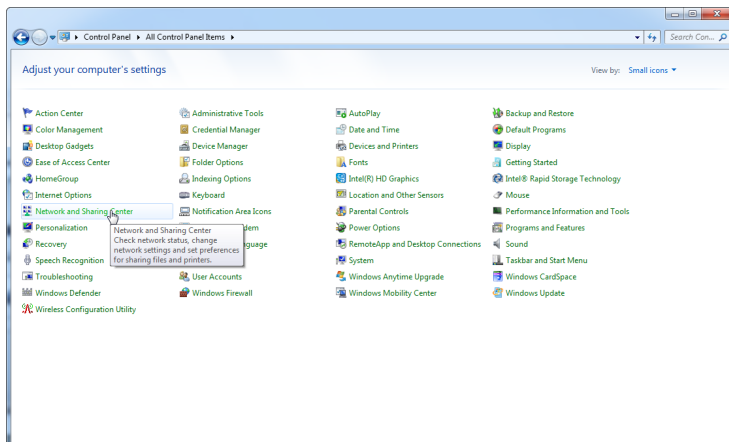 Control Panel ▸ All Control Panel Items ▸
Search Con...
Adjust your computer's settings
View by: Small icons
Action Center
Administrative Tools
AutoPlay
Backup and Restore
Color Management
Credential Manager
Date and Time
Default Programs
Desktop Gadgets
Device Manager
Devices and Printers
Display
Ease of Access Center
Folder Options
Fonts
Getting Started
HomeGroup
Indexing Options
Intel(R) HD Graphics
Intel® Rapid Storage Technology
Internet Options
Keyboard
Location and Other Sensors
Mouse
Network and Sharing Center
Notification Area Icons
Parental Controls
Performance Information and Tools
Personalization
Power Options
Programs and Features
Recovery
RemoteApp and Desktop Connections
Sound
Speech Recognition
System
Taskbar and Start Menu
Network and Sharing Center
Check network status, change
network settings and set preferences
for sharing files and printers.
Troubleshooting
User Accounts
Windows Anytime Upgrade
Windows CardSpace
Windows Defender
Windows Firewall
Windows Mobility Center
Windows Update
Wireless Configuration Utility